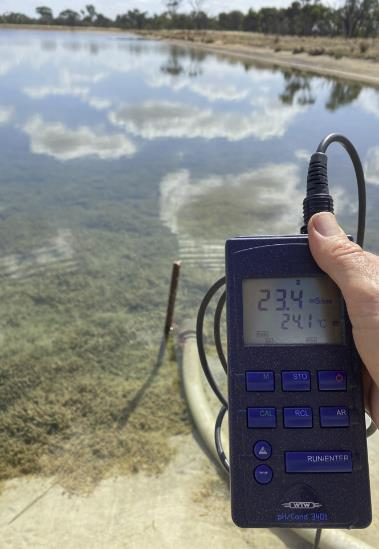 23.4 mS/cm
24.1 °C
M STO
CAL RCL AR
RUN/ENTER
WTW
pH/Cond 340i